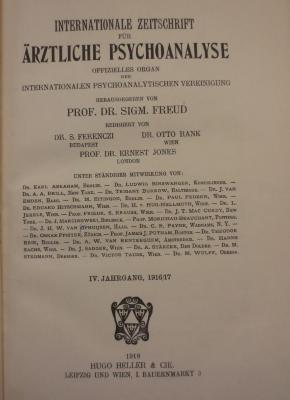 INTERNATIONALE ZEITSCHRIFT
FÜR
ÄRZTLICHE PSYCHOANALYSE
OFFIZIELLES ORGAN
DER
INTERNATIONALEN PSYCHOANALYTISCHEN VEREINIGUNG
HERAUSGEGEBEN VON
PROF. DR. SIGM. FREUD
REDIGIERT VON
DR. S. FERENCZI DR. OTTO RANK
BUDAPEST WIEN
PROF. DR. ERNEST JONES
LONDON
UNTER STÄNDIGER MITWIRKUNG VON:
DR. KARL ABRAHAM, BERLIN. — DR. LUDWIG BINSWANGER, KREUZLINGEN. —
DR. A. A. BRILL, NEW YORK. — DR. TRIGANT BURROW, BALTIMORE. — DR. J. VAN
EMDEN, HAAG. — DR. M. EITINGON, BERLIN. — DR. PAUL FEDERN, WIEN. —
DR. EDUARD HITSCHMANN, WIEN. — DR. H. v. HUG-HELLMUTH, WIEN. — DR. L.
JEKELS, WIEN. — PROF. FRIEDR. S. KRAUSS, WIEN. — DR. J. T. MAC CURDY, NEW
YORK. — DR. J. MARCINOWSKI, — PROF. MORICHAU-BEAUCHANT, POITIERS.
— DR. J. H. W. VAN OPHUIJSEN, HAAG. — DR. C. R. PAYNE, WADHAMS, N. Y. —
DR. OSKAR PFISTER, ZÜRICH. — PROF. JAMES J. PUTNAM, BOSTON. — DR. THEODOR
REIK, BERLIN. — DR. A. W. VAN RENTERGHEM, AMSTERDAM. — DR. HANNS
SACHS, WIEN. — DR. J. SADGER, WIEN. — DR. A. STÄRCKE, DEN DOLDER. — DR. M.
STEGMANN, DRESDEN. — DR. VICTOR TAUSK, WIEN. — DR. M. WULFF, ODESSA.
IV. JAHRGANG, 1916/17
HUGO HELLER & CIE.
LEIPZIG UND WIEN, I. BAUERNMARKT 3